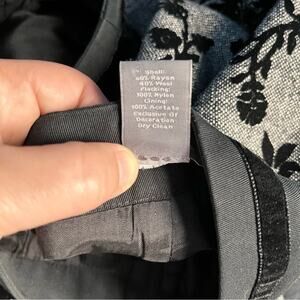 Shell:
60% Rayon
40% Wool
Flocking:
100% Nylon
Lining:
100% Acetate
Exclusive Of
Decoration
Dry Clean